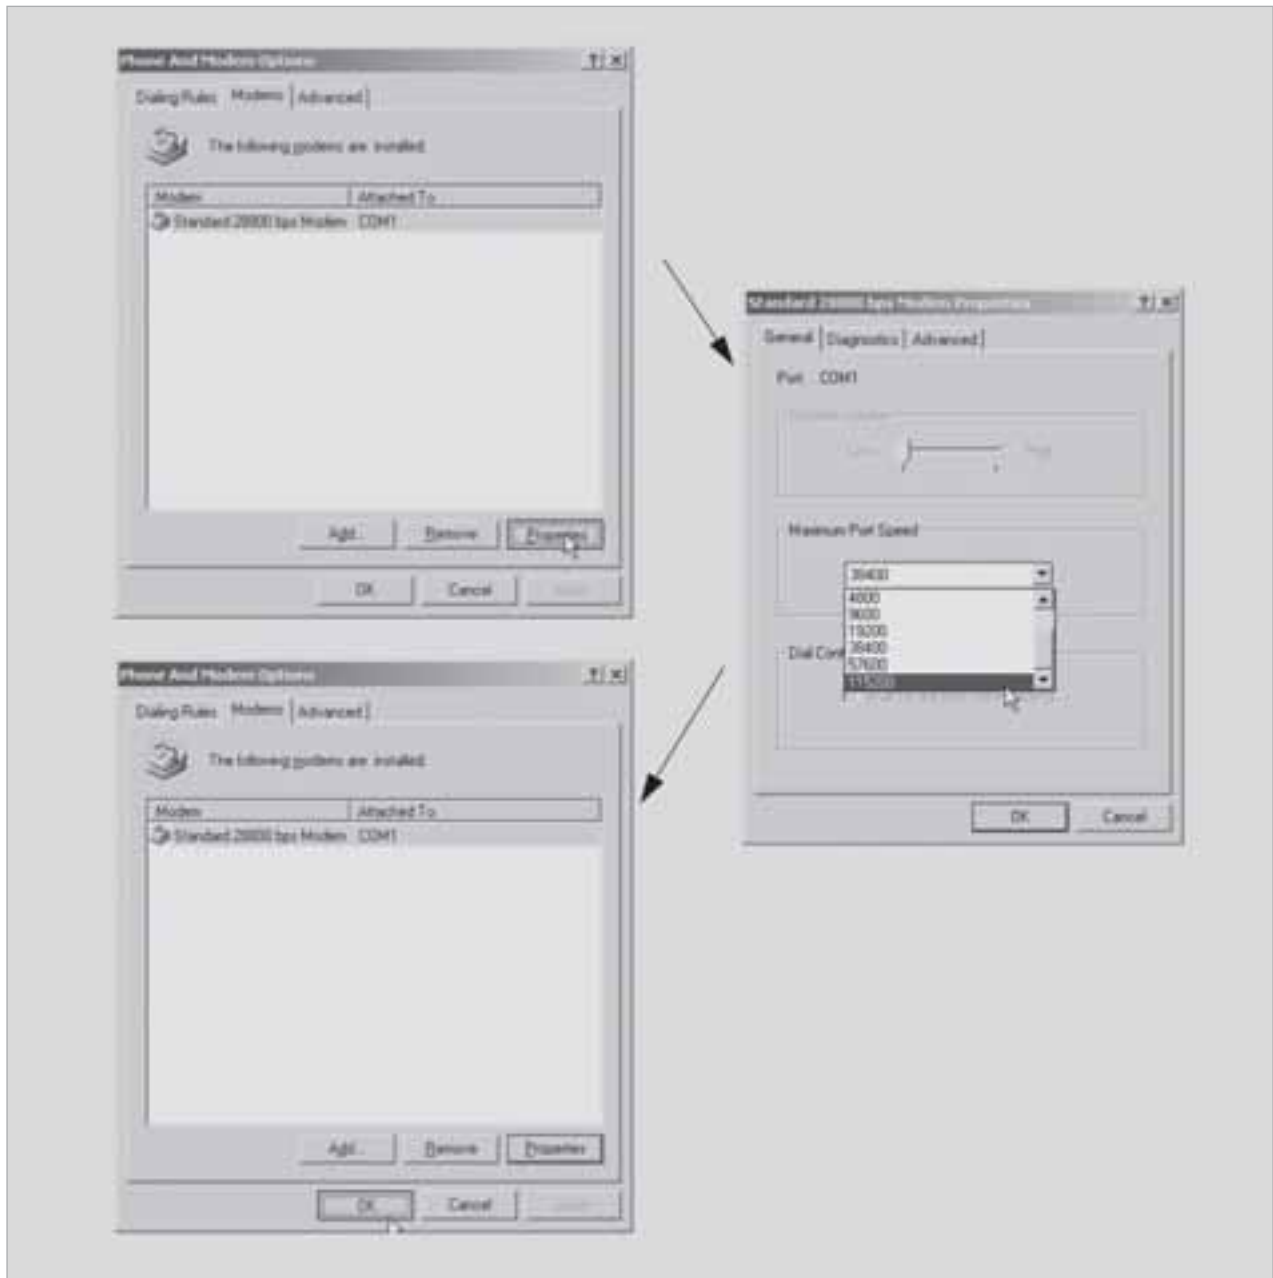 Phone And Modem Options
Dialing Rules Modems Advanced
The following modems are installed:
Modem Attached To
Standard 28800 bps Modem COM1
Add... Remove Properties
OK Cancel
Standard 28800 bps Modem Properties
General Diagnostics Advanced
Port: COM1
Maximum Port Speed
38400
4800
9600
19200
38400
57600
115200
Dial Cont
OK Cancel
Phone And Modem Options
Dialing Rules Modems Advanced
The following modems are installed:
Modem Attached To
Standard 28800 bps Modem COM1
Add... Remove Properties
OK Cancel